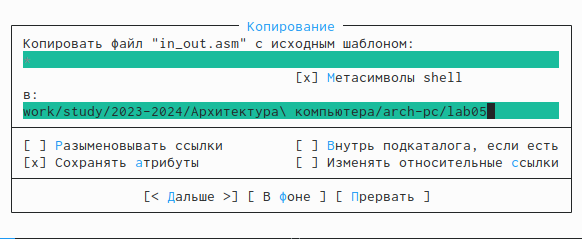 Копирование
Копировать файл "in_out.asm" с исходным шаблоном:
[x] Метасимволы shell
в:
work/study/2023-2024/Архитектура\ компьютера/arch-pc/lab05
[ ] Разыменовывать ссылки [ ] Внутрь подкаталога, если есть
[x] Сохранять атрибуты [ ] Изменять относительные ссылки
[< Дальше >] [ В фоне ] [ Прервать ]